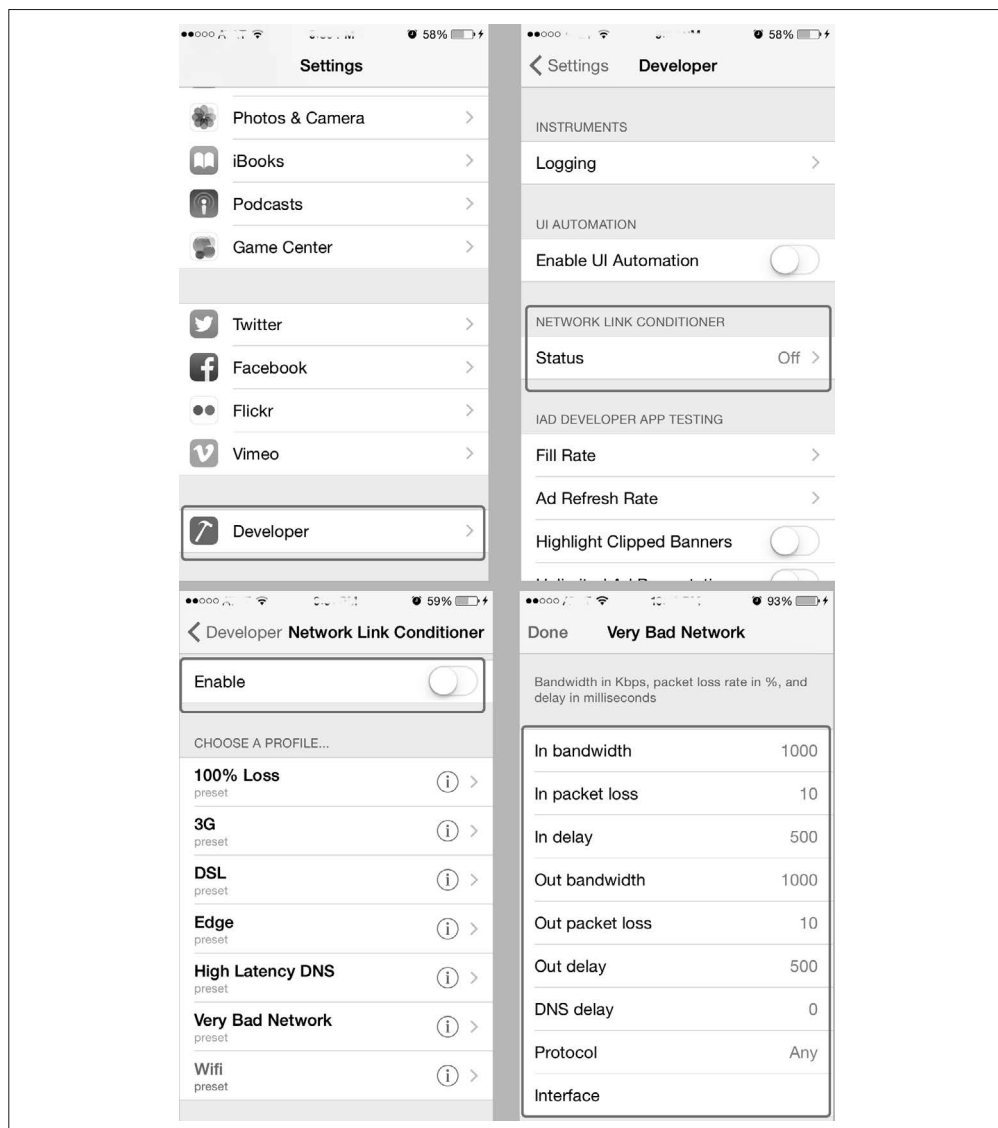 58%
Settings
Photos & Camera
iBooks
Podcasts
Game Center
Twitter
Facebook
Flickr
Vimeo
Developer
58%
Settings
Developer
INSTRUMENTS
Logging
UI AUTOMATION
Enable UI Automation
NETWORK LINK CONDITIONER
Status Off
IAD DEVELOPER APP TESTING
Fill Rate
Ad Refresh Rate
Highlight Clipped Banners
59%
Developer Network Link Conditioner
Enable
CHOOSE A PROFILE...
100% Loss
preset
3G
preset
DSL
preset
Edge
preset
High Latency DNS
preset
Very Bad Network
preset
Wifi
preset
93%
Done Very Bad Network
Bandwidth in Kbps, packet loss rate in %, and
delay in milliseconds
In bandwidth 1000
In packet loss 10
In delay 500
Out bandwidth 1000
Out packet loss 10
Out delay 500
DNS delay 0
Protocol Any
Interface